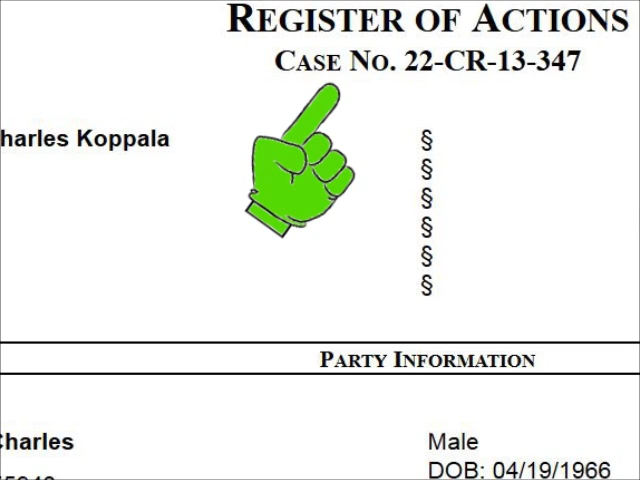 REGISTER OF ACTIONS
CASE NO. 22-CR-13-347
harles Koppala §
§
§
§
§
§
PARTY INFORMATION
Charles Male
DOB: 04/19/1966